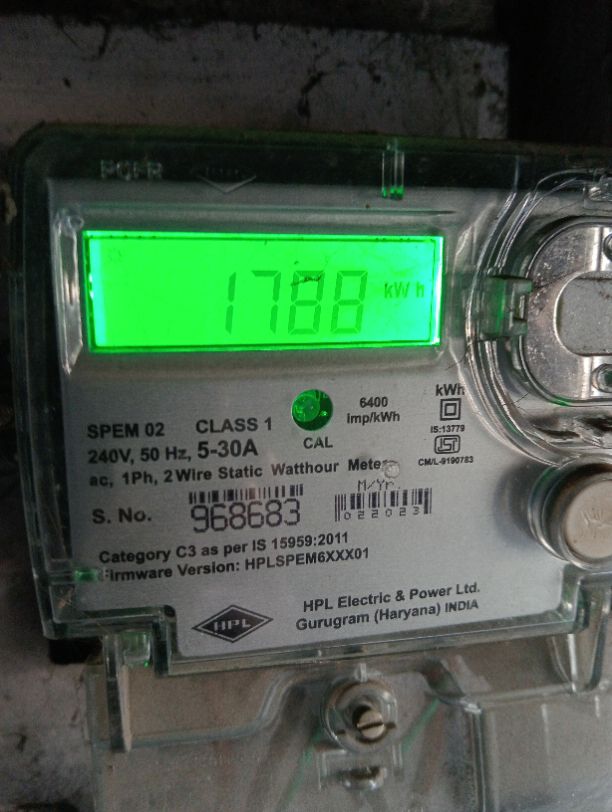 1788 kWh
SPEM 02 CLASS 1
240V, 50 Hz, 5-30A
CAL
6400
imp/kWh
kWh
IS:13779
CM/L-9190783
ac, 1Ph, 2 Wire Static Watthour Meter
M/Yr.
S. No. 968683
022023
Category C3 as per IS 15959:2011
Firmware Version: HPLSPEM6XXX01
HPL
HPL Electric & Power Ltd.
Gurugram (Haryana) INDIA